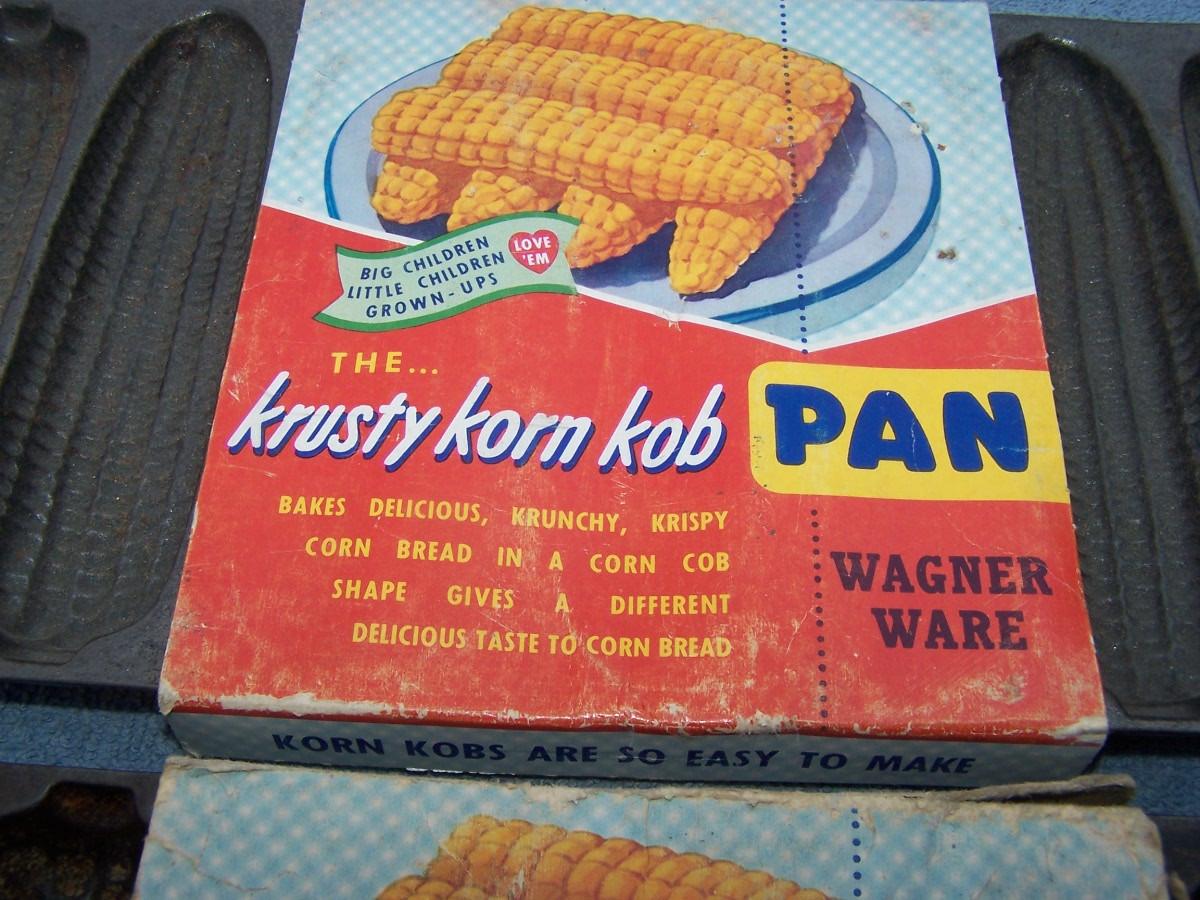 BIG CHILDREN
LITTLE CHILDREN
GROWN-UPS
LOVE
'EM
THE...
krusty korn kob PAN
BAKES DELICIOUS, KRUNCHY, KRISPY
CORN BREAD IN A CORN COB
SHAPE GIVES A DIFFERENT
DELICIOUS TASTE TO CORN BREAD
WAGNER
WARE
KORN KOBS ARE SO EASY TO MAKE